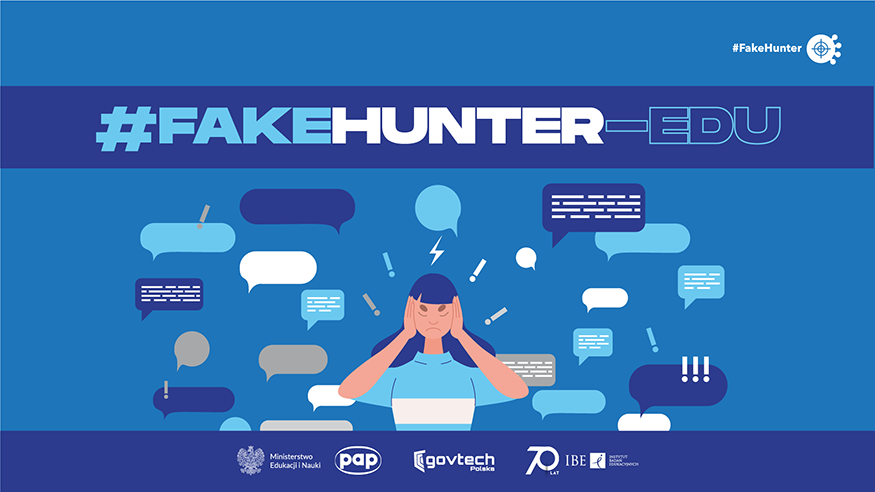 #FakeHunter
#FAKEHUNTER—EDU
!!!
Ministerstwo
Edukacji i Nauki
pap
govtech
Polska
70
LAT
IBE
INSTYTUT
BADAŃ
EDUKACYJNYCH